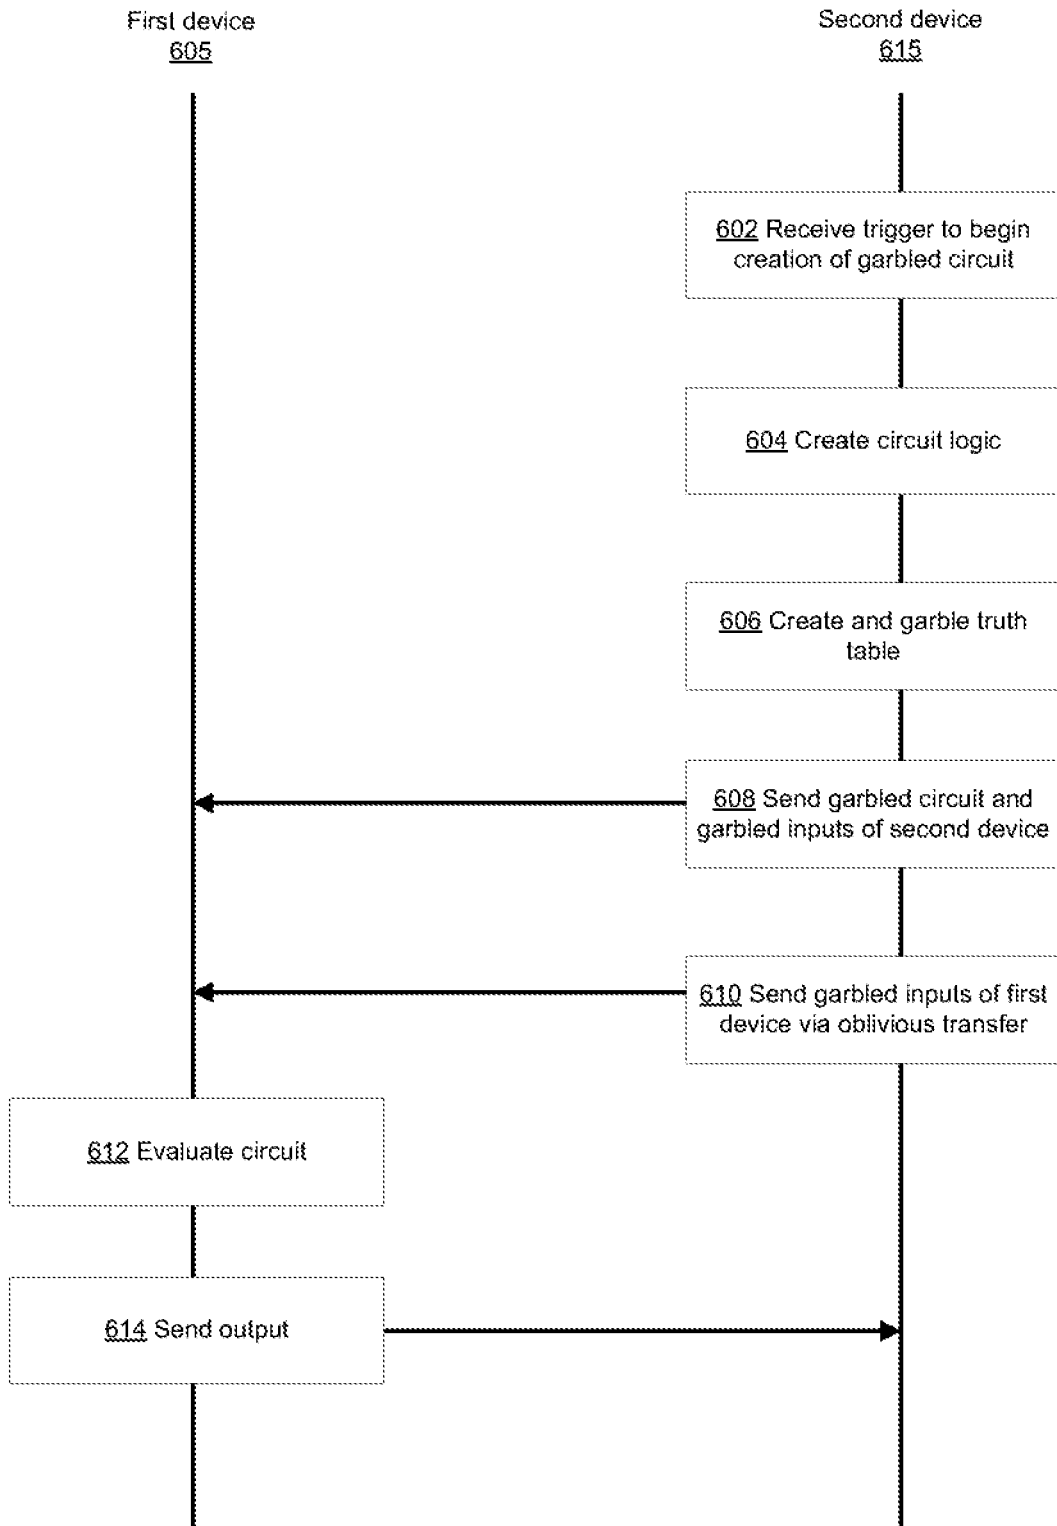 First device
605
Second device
615
602 Receive trigger to begin
creation of garbled circuit
604 Create circuit logic
606 Create and garble truth
table
608 Send garbled circuit and
garbled inputs of second device
610 Send garbled inputs of first
device via oblivious transfer
612 Evaluate circuit
614 Send output